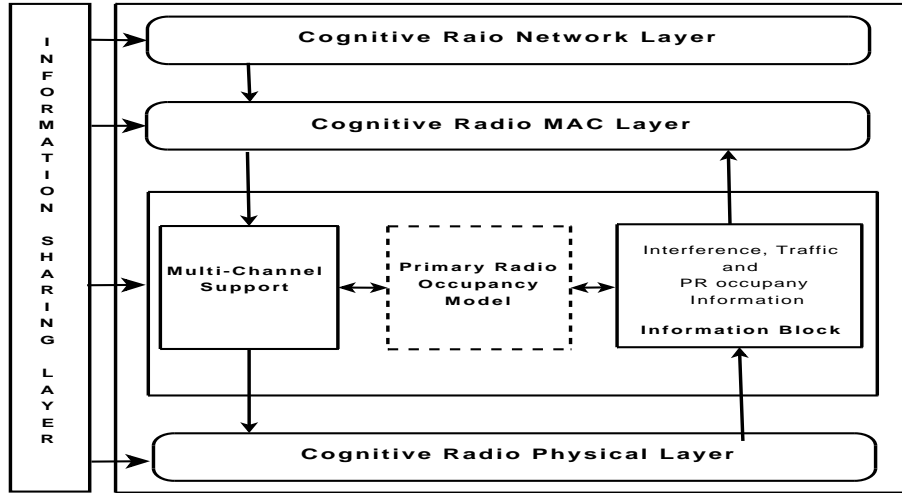 INFORMATION SHARING LAYER
Cognitive Raio Network Layer
Cognitive Radio MAC Layer
Multi-Channel
Support
Primary Radio
Occupancy
Model
Interference, Traffic
and
PR occupany
Information
Information Block
Cognitive Radio Physical Layer